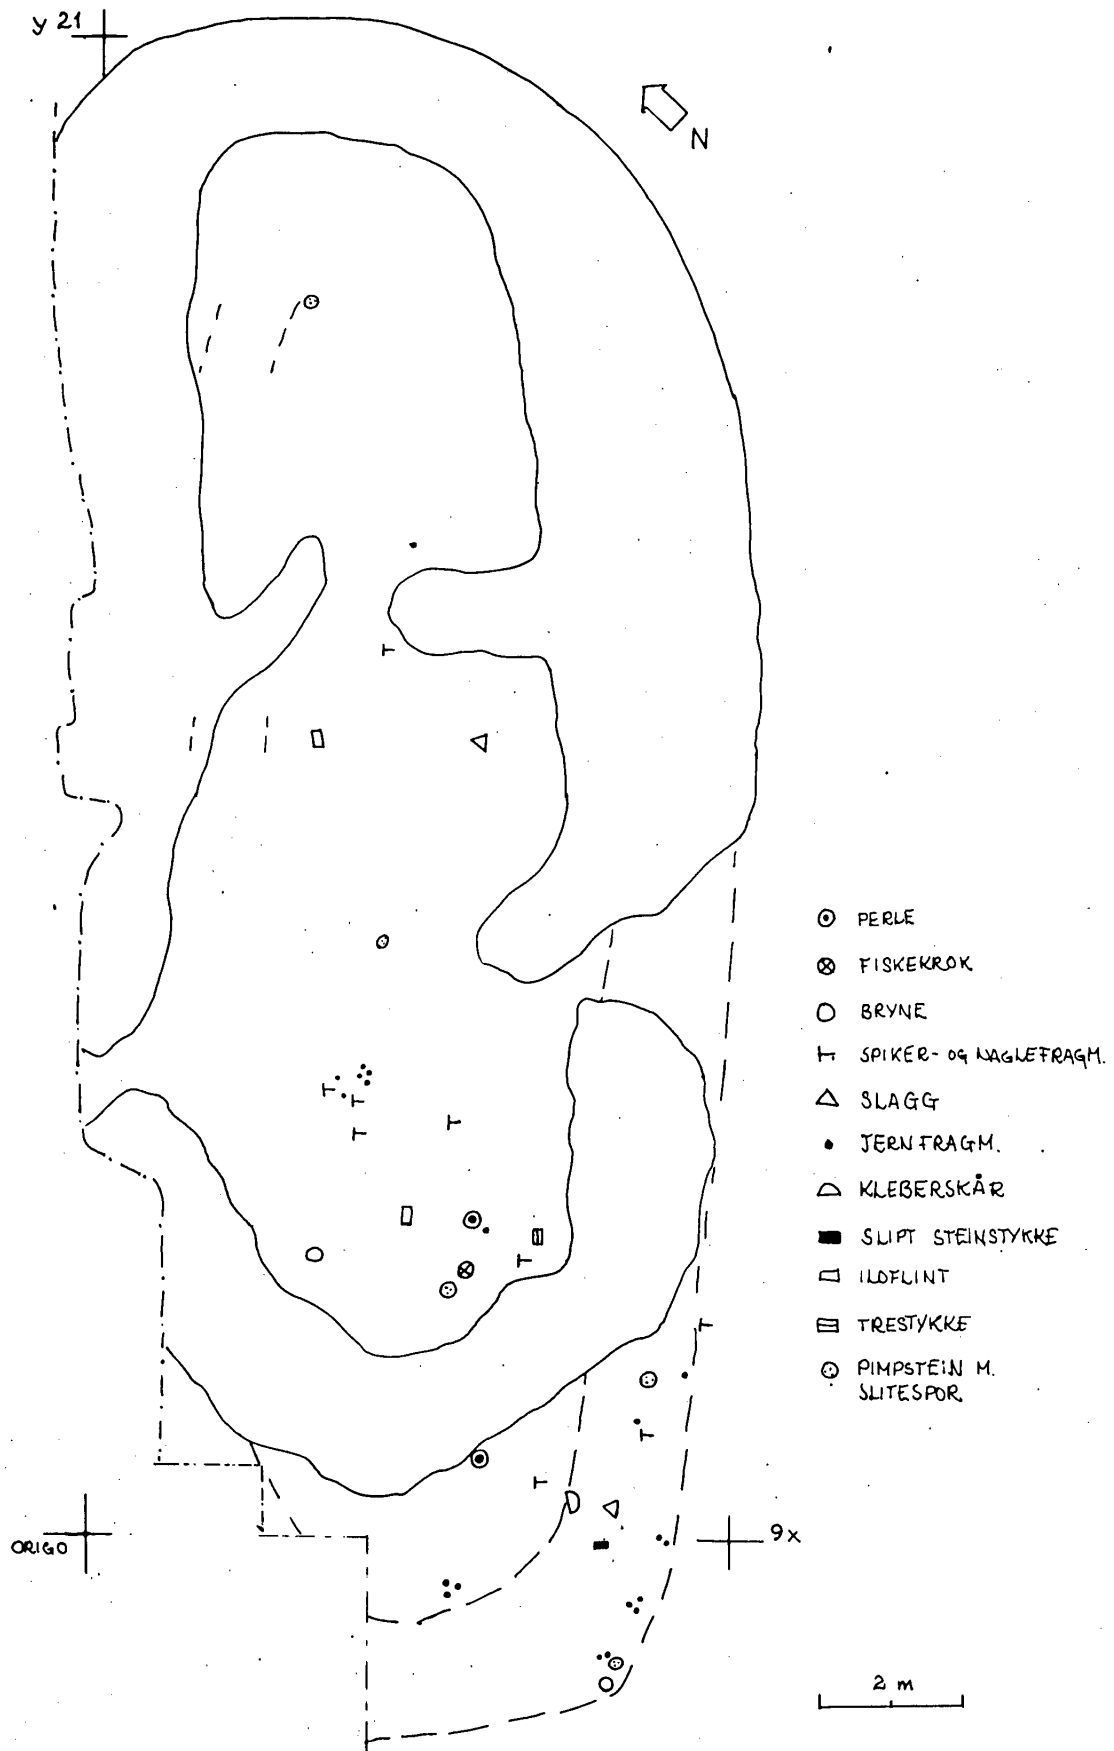 y 21
N
PERLE
FISKEKROK
BRYNE
SPIKER- OG NAGLEFRAGM.
SLAGG
JERNFRAGM.
KLEBERSKÅR
SLIPT STEINSTYKKE
ILDFLINT
TRESTYKKE
PIMPSTEIN M.
SLITESPOR
ORIGO
9x
2 m